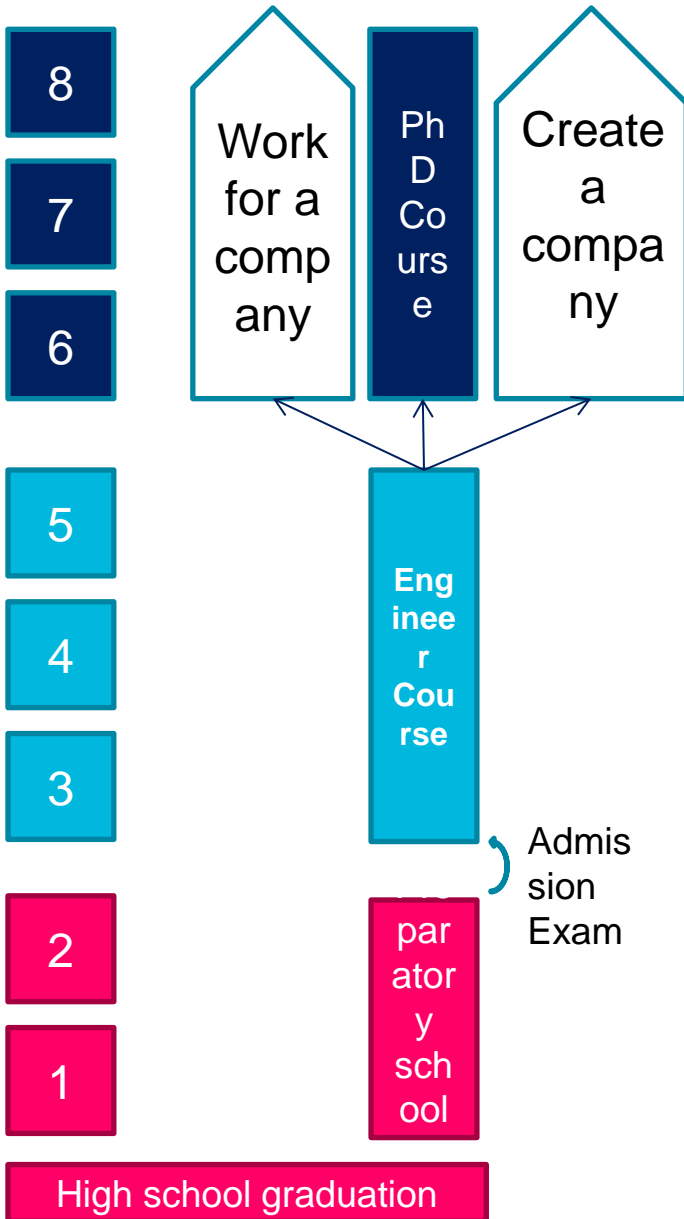 8
7
6
5
4
3
2
1
Work
for a
comp
any
Ph
D
Co
urs
e
Create
a
compa
ny
Eng
inee
r
Cou
rse
Admis
sion
Exam
par
ator
y
sch
ool
High school graduation